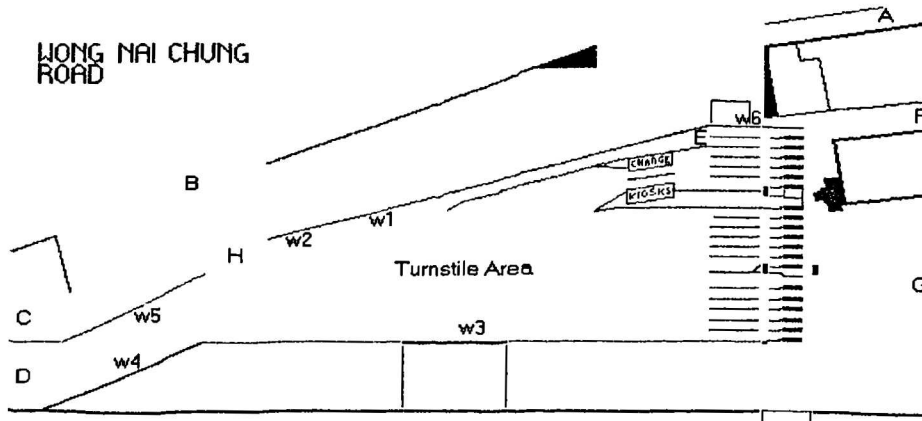 WONG NAI CHUNG
ROAD
A
w6
F
E
CHANGE
B
KIOSKS
w1
w2
H
Turnstile Area
G
C
w5
w3
w4
D